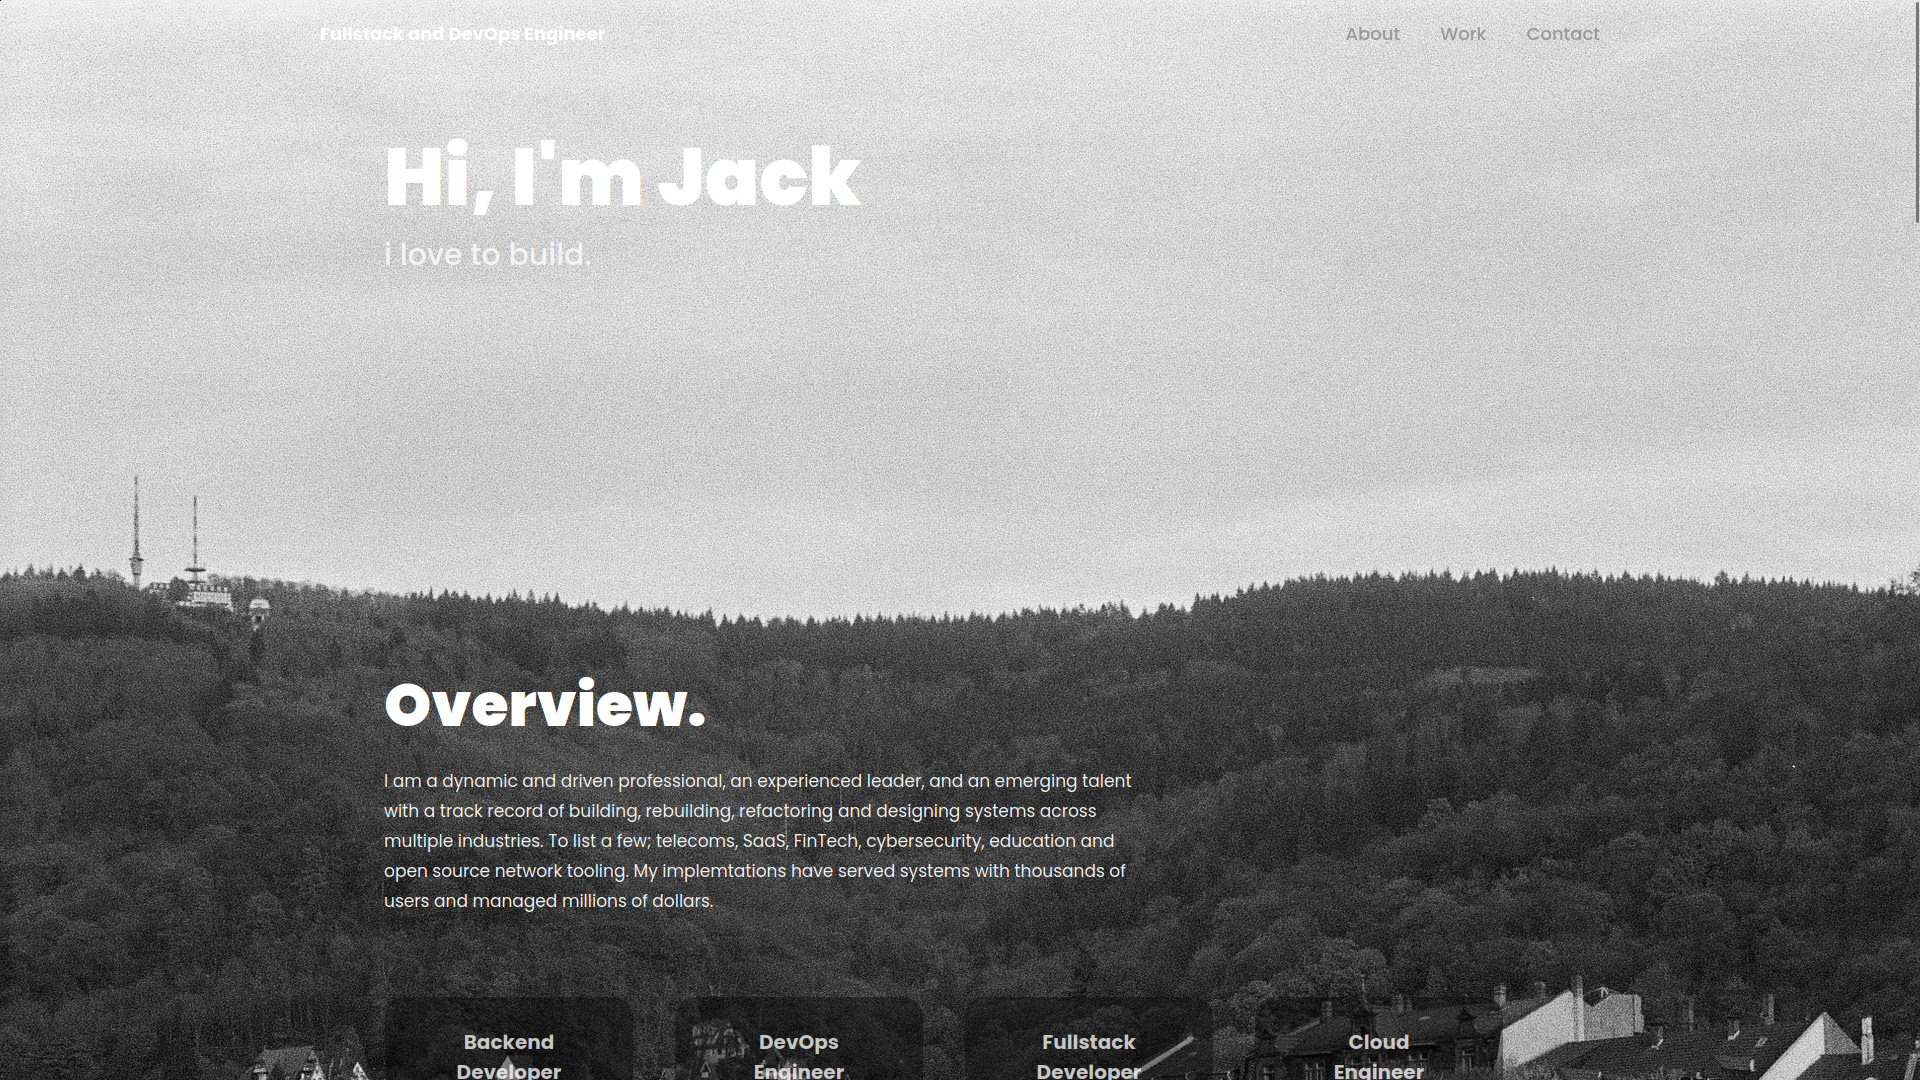 Fullstack and DevOps Engineer
About Work Contact
Hi, I'm Jack
i love to build.
Overview.
I am a dynamic and driven professional, an experienced leader, and an emerging talent
with a track record of building, rebuilding, refactoring and designing systems across
multiple industries. To list a few; telecoms, SaaS, FinTech, cybersecurity, education and
open source network tooling. My implemtations have served systems with thousands of
users and managed millions of dollars.
Backend
Developer
DevOps
Engineer
Fullstack
Developer
Cloud
Engineer